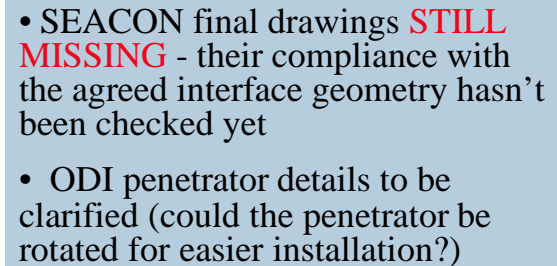 • SEACON final drawings STILL
MISSING - their compliance with
the agreed interface geometry hasn’t
been checked yet
• ODI penetrator details to be
clarified (could the penetrator be
rotated for easier installation?)